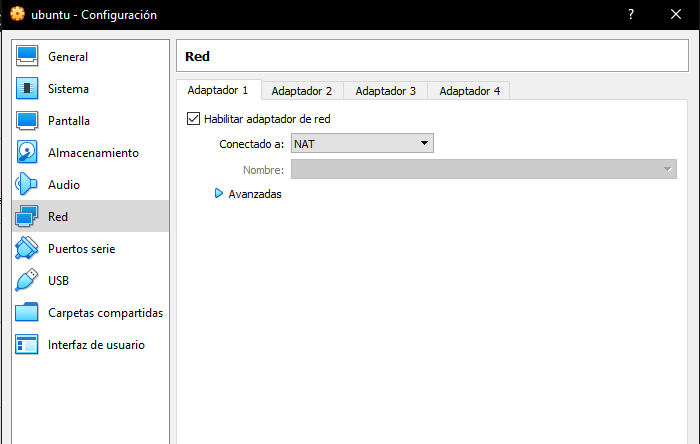 ubuntu - Configuración
General
Sistema
Pantalla
Almacenamiento
Audio
Red
Puertos serie
USB
Carpetas compartidas
Interfaz de usuario
Red
Adaptador 1 Adaptador 2 Adaptador 3 Adaptador 4
Habilitar adaptador de red
Conectado a: NAT
Nombre:
Avanzadas